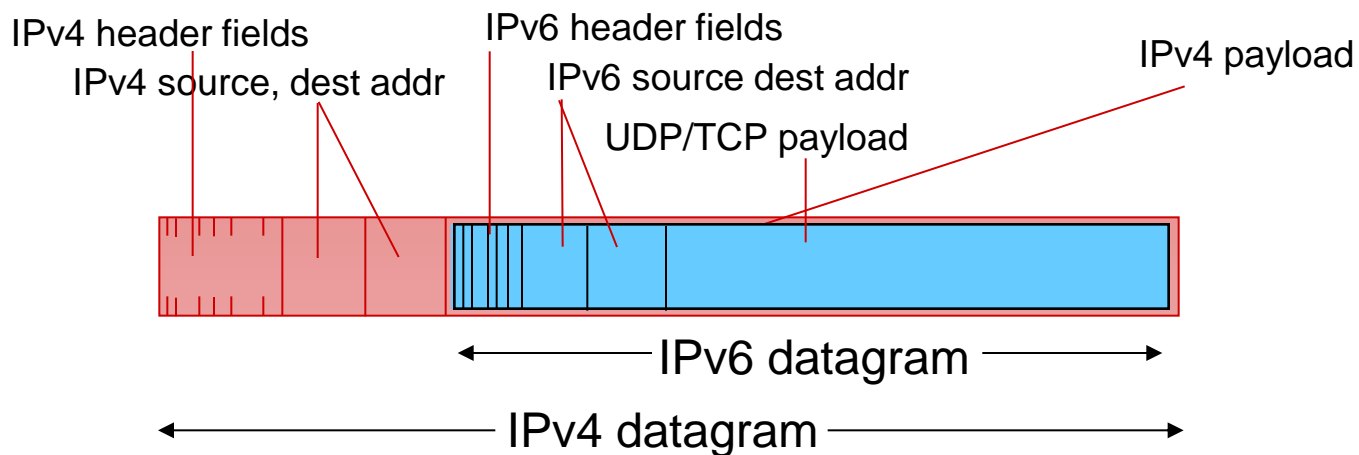 IPv4 header fields
IPv6 header fields
IPv4 payload
IPv4 source, dest addr
IPv6 source dest addr
UDP/TCP payload
IPv6 datagram
IPv4 datagram